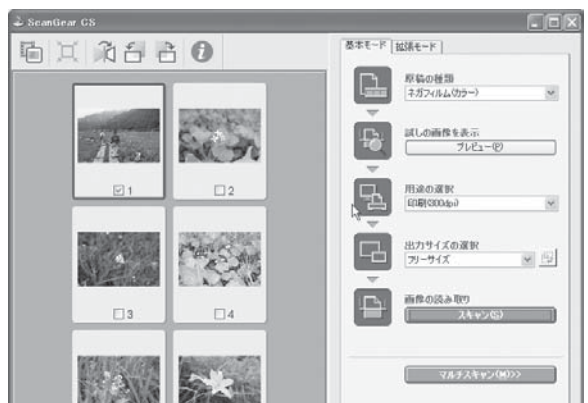 ScanGear CS
基本モード 拡張モード
原稿の種類
ネガフィルム(カラー)
試しの画像を表示
プレビュー(P)
用途の選択
印刷(300dpi)
出力サイズの選択
フリーサイズ
画像の読み取り
スキャン(S)
マルチスキャン(M)>>
1
2
3
4